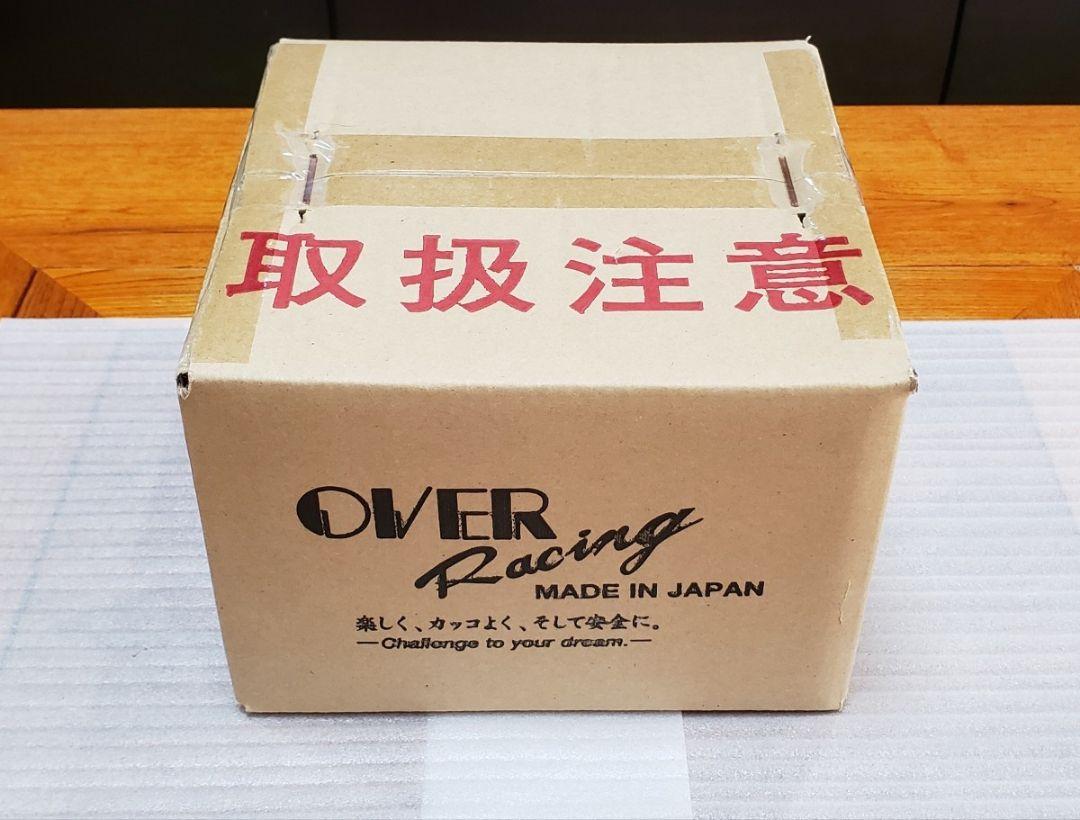 取扱注意
OVER
Racing
MADE IN JAPAN
楽しく、カッコよく、そして安全に。
—Challenge to your dream.—